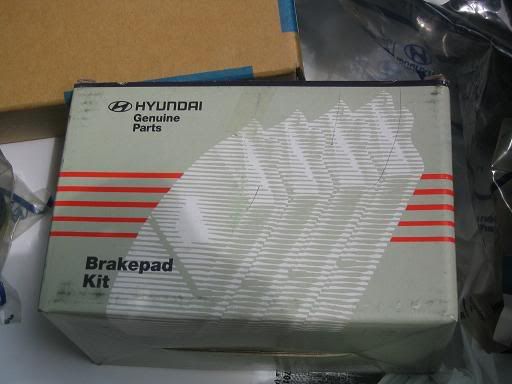 HYUNDAI
Genuine
Parts
Brakepad
Kit